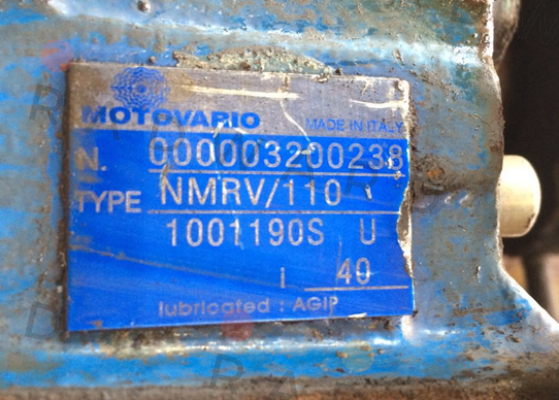 MOTOVARIO
MADE IN ITALY
N. 000003200238
TYPE NMRV/110
1001190S U
i 40
lubricated : AGIP